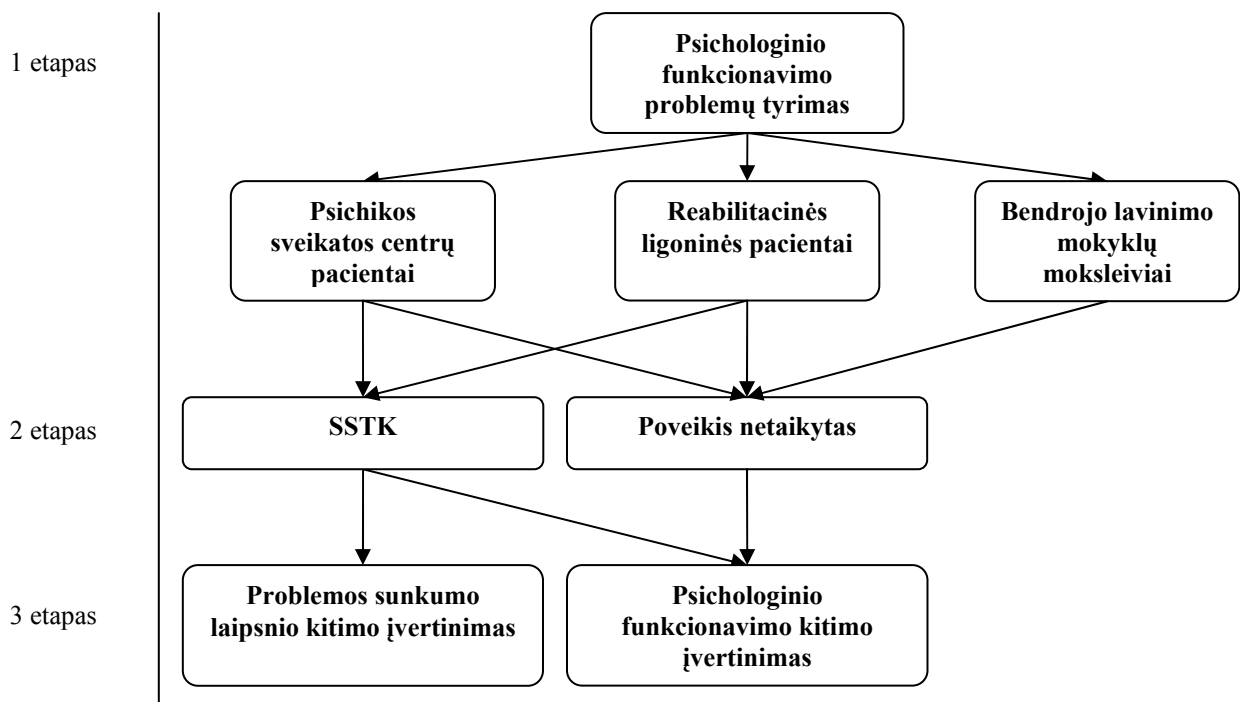 1 etapas
Psichologinio
funkcionavimo
problemų tyrimas
Psichikos
sveikatos centrų
pacientai
Reabilitacinės
ligoninės pacientai
Bendrojo lavinimo
mokyklų
moksleiviai
2 etapas
SSTK
Poveikis netaikytas
3 etapas
Problemos sunkumo
laipsnio kitimo įvertinimas
Psichologinio
funkcionavimo kitimo
įvertinimas